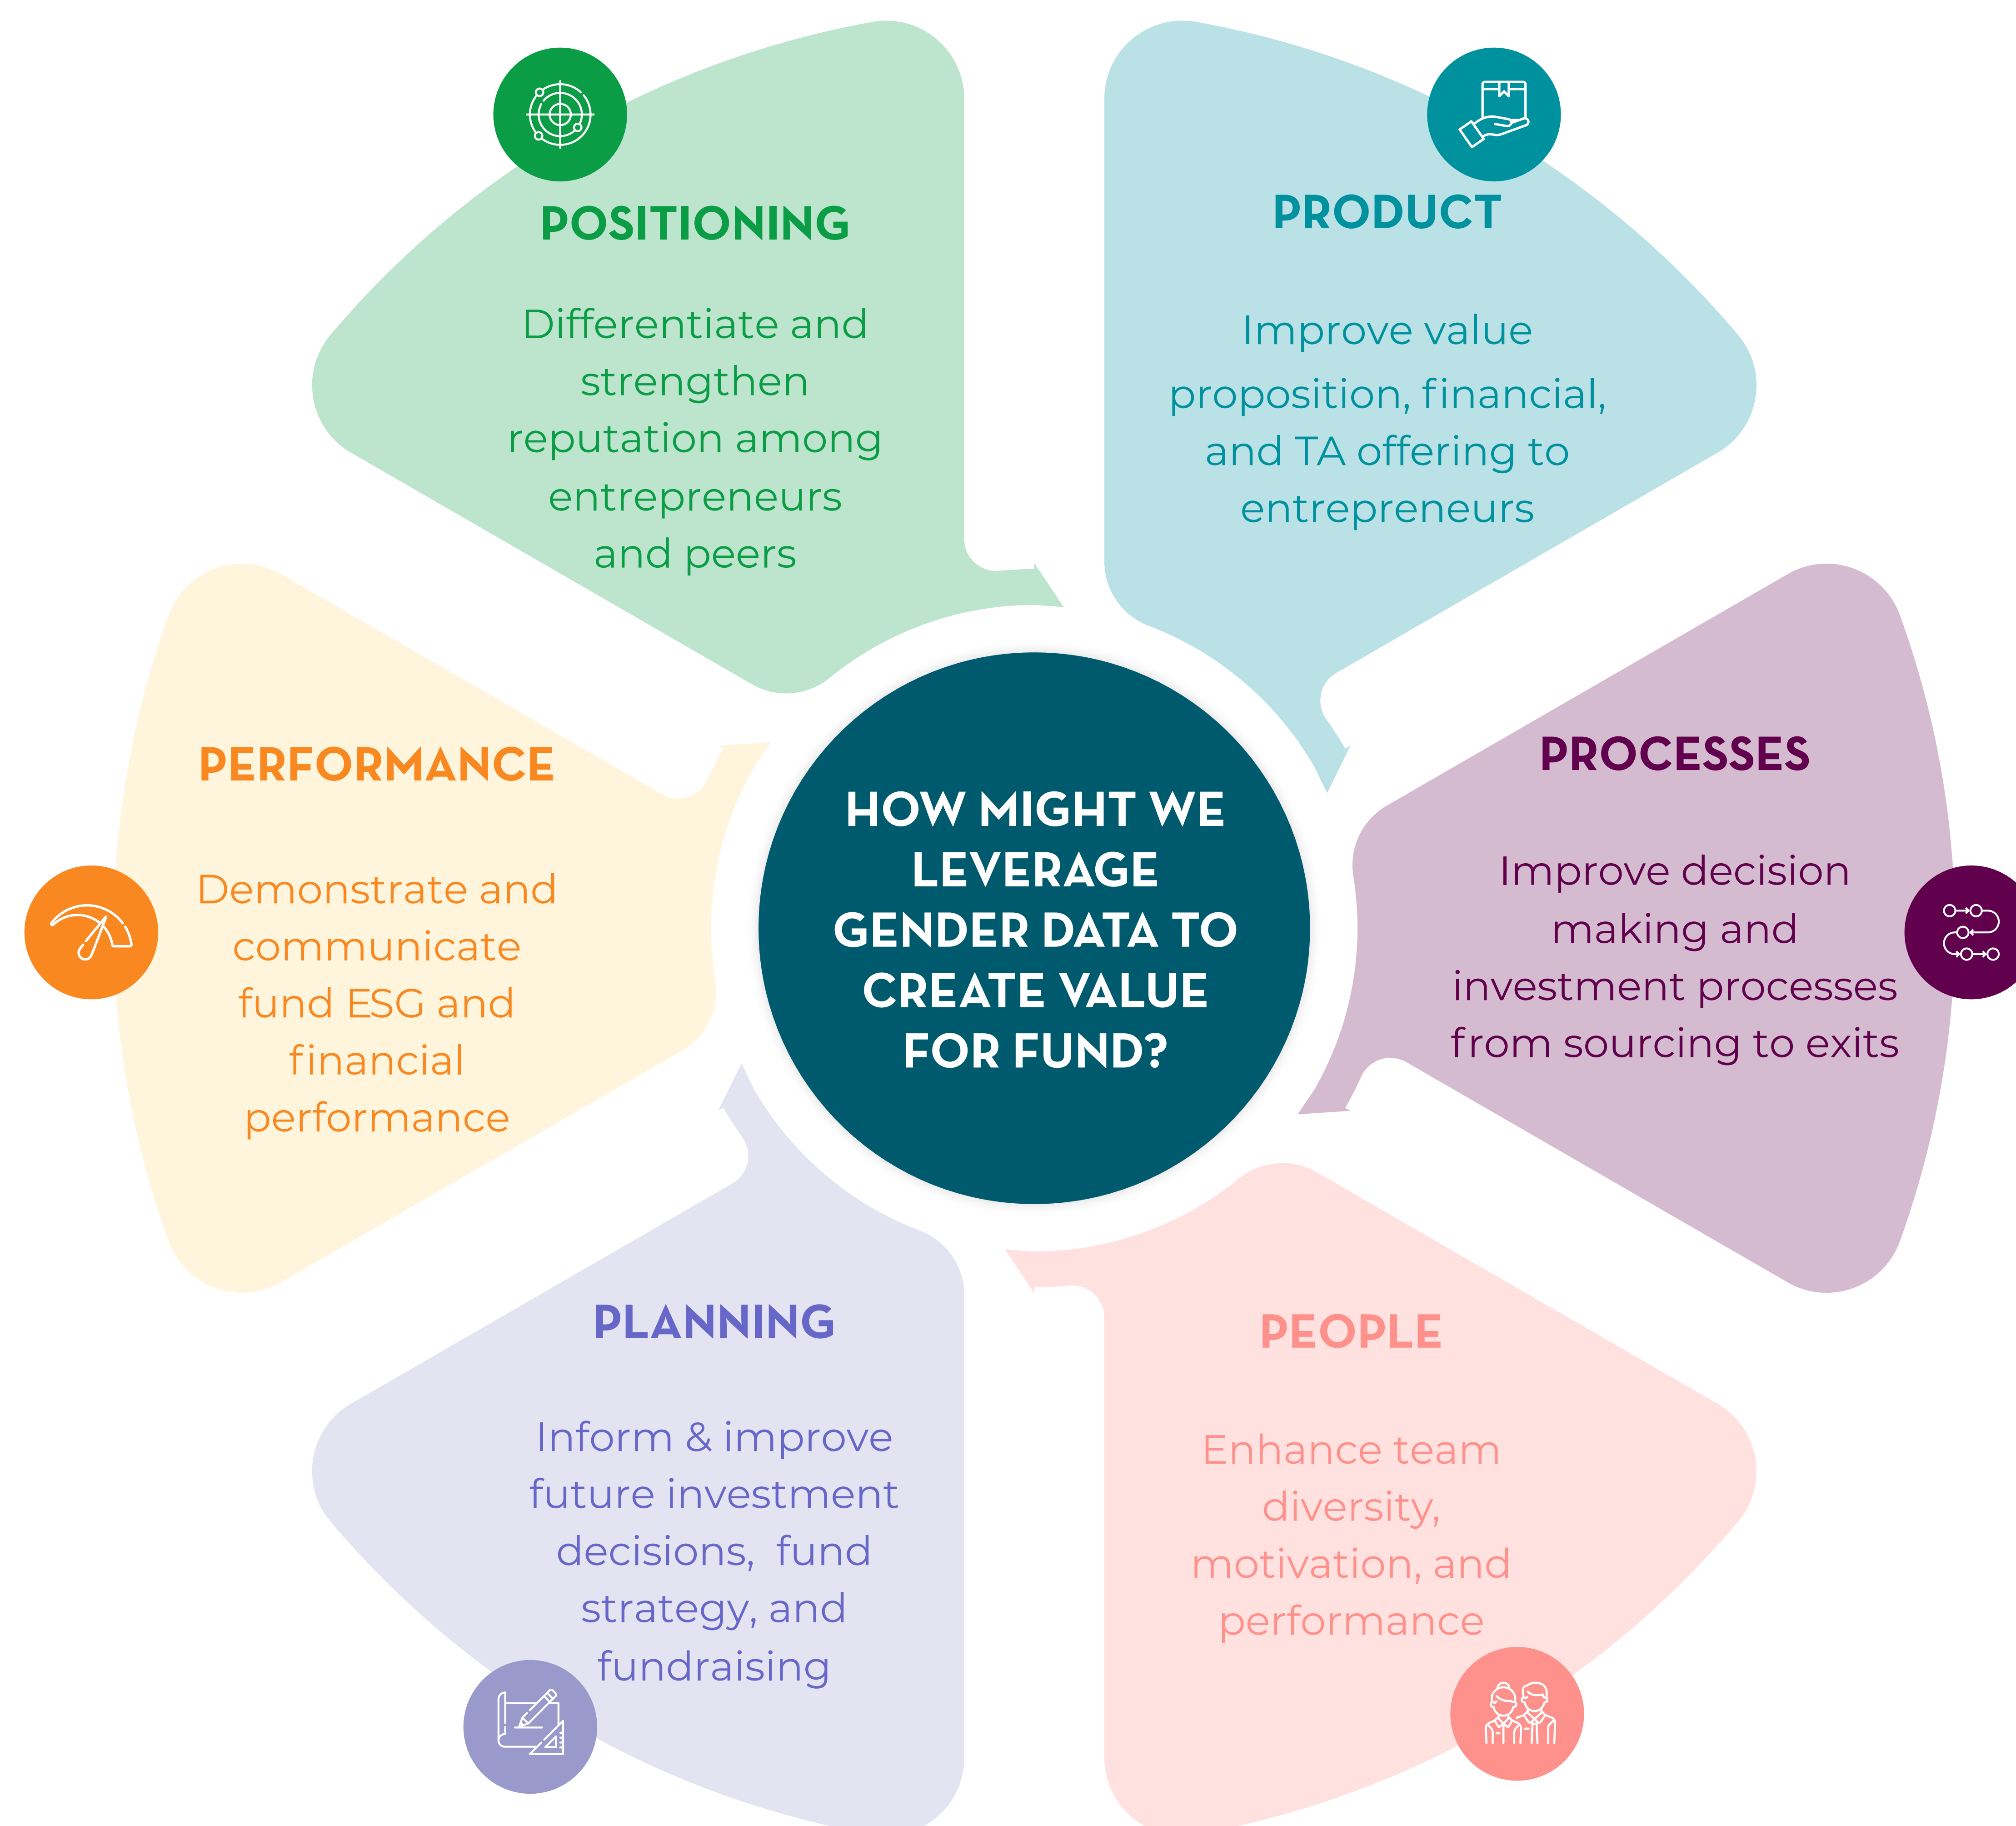 POSITIONING
Differentiate and
strengthen
reputation among
entrepreneurs
and peers
PRODUCT
Improve value
proposition, financial,
and TA offering to
entrepreneurs
PERFORMANCE
Demonstrate and
communicate
fund ESG and
financial
performance
HOW MIGHT WE
LEVERAGE
GENDER DATA TO
CREATE VALUE
FOR FUND?
PROCESSES
Improve decision
making and
investment processes
from sourcing to exits
PLANNING
Inform & improve
future investment
decisions,  fund
strategy, and
fundraising
PEOPLE
Enhance team
diversity,
motivation, and
performance